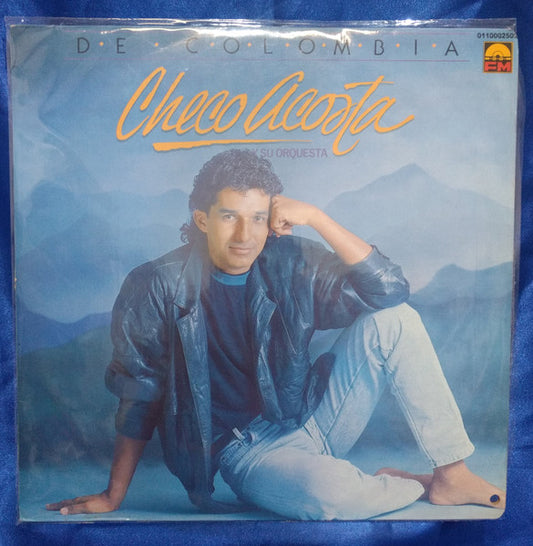 D·E·C·O·L·O·M·B·I·A
Checo Acosta
Y SU ORQUESTA
FM